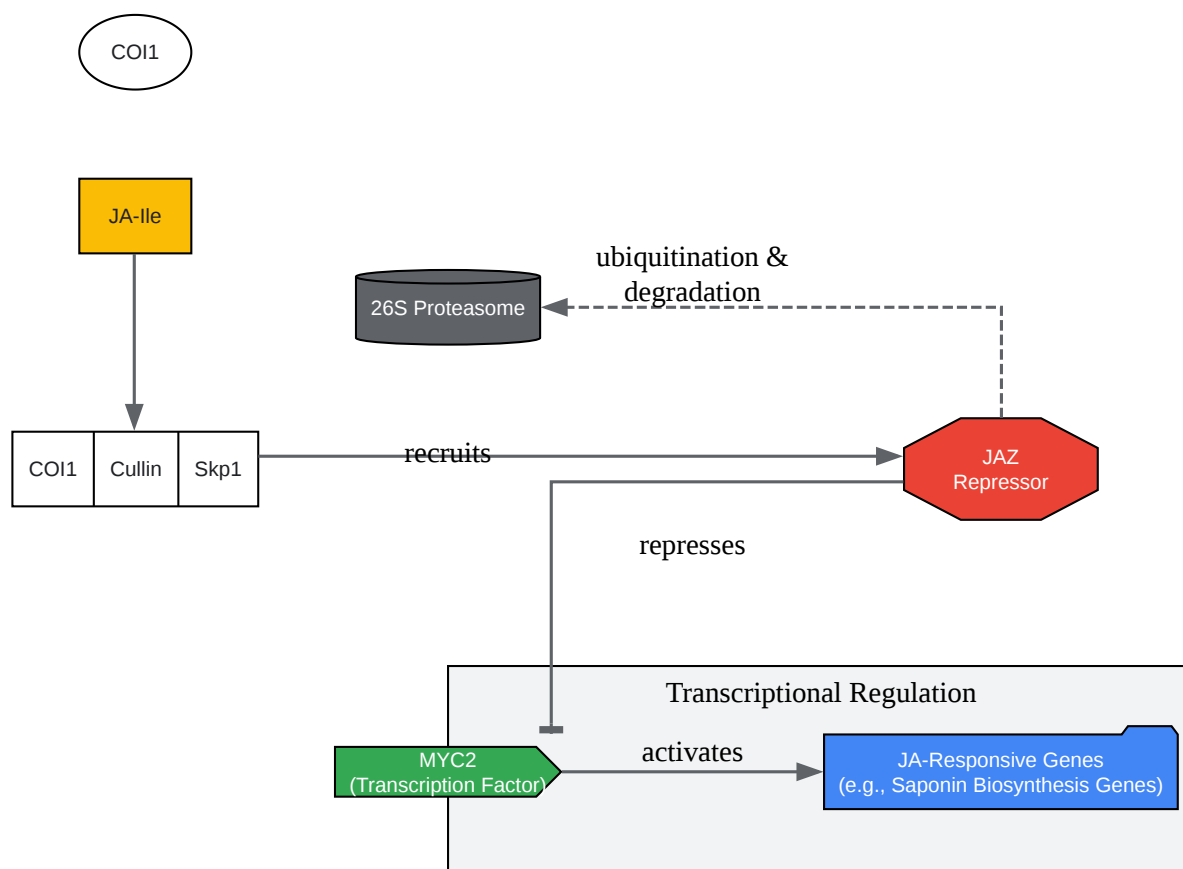 COI1
JA-Ile
ubiquitination &
degradation
26S Proteasome
COI1
Cullin
Skp1
recruits
JAZ
Repressor
represses
Transcriptional Regulation
MYC2
(Transcription Factor)
activates
JA-Responsive Genes
(e.g., Saponin Biosynthesis Genes)